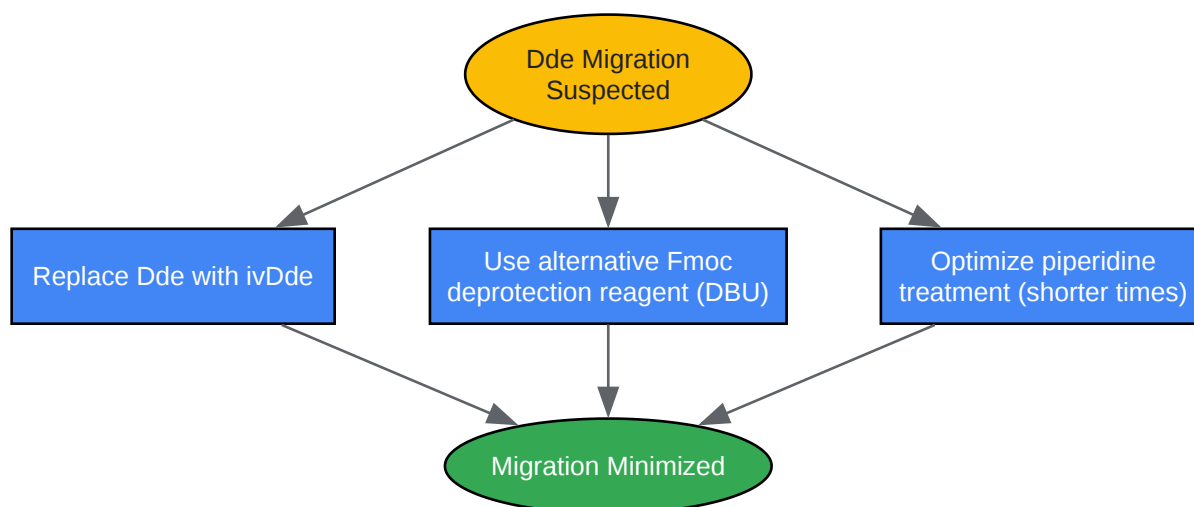 Dde Migration
Suspected
Replace Dde with ivDde
Use alternative Fmoc
deprotection reagent (DBU)
Optimize piperidine
treatment (shorter times)
Migration Minimized